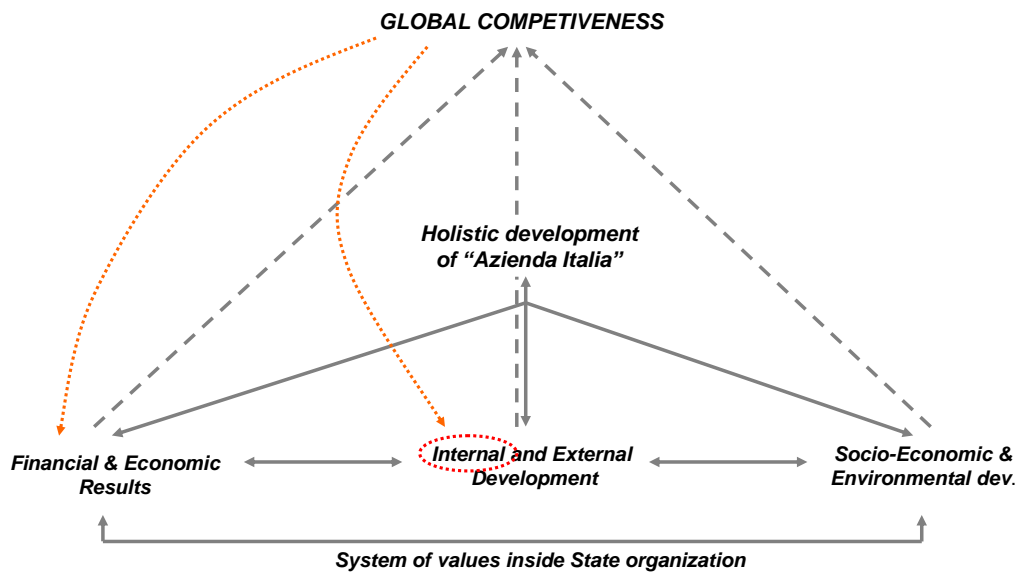 GLOBAL COMPETIVENESS
Holistic development
of “Azienda Italia”
Financial & Economic
Results
Internal and External
Development
Socio-Economic &
Environmental dev.
System of values inside State organization